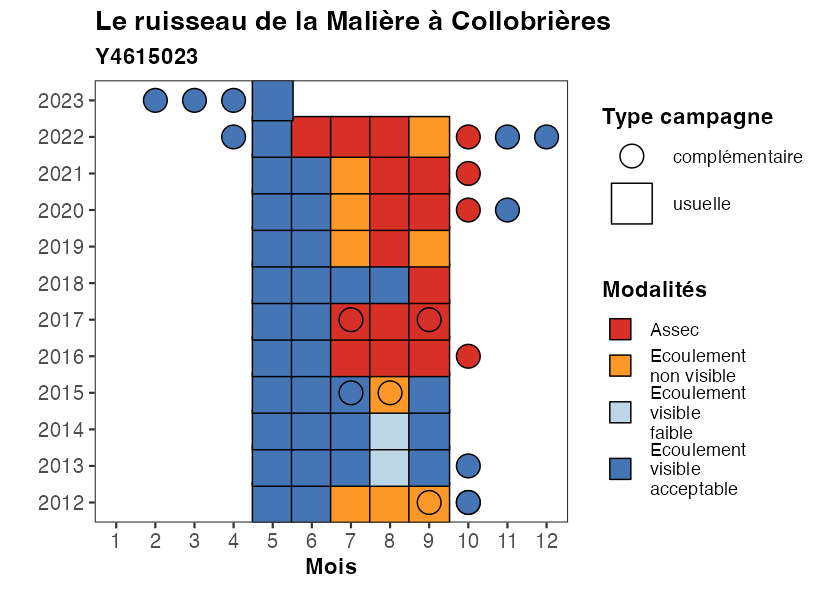 Le ruisseau de la Malière à Collobrières
Y4615023
2023
2022
2021
2020
2019
2018
2017
2016
2015
2014
2013
2012
1 2 3 4 5 6 7 8 9 10 11 12
Mois
Type campagne
complémentaire
usuelle
Modalités
Assec
Ecoulement
non visible
Ecoulement
visible
faible
Ecoulement
visible
acceptable